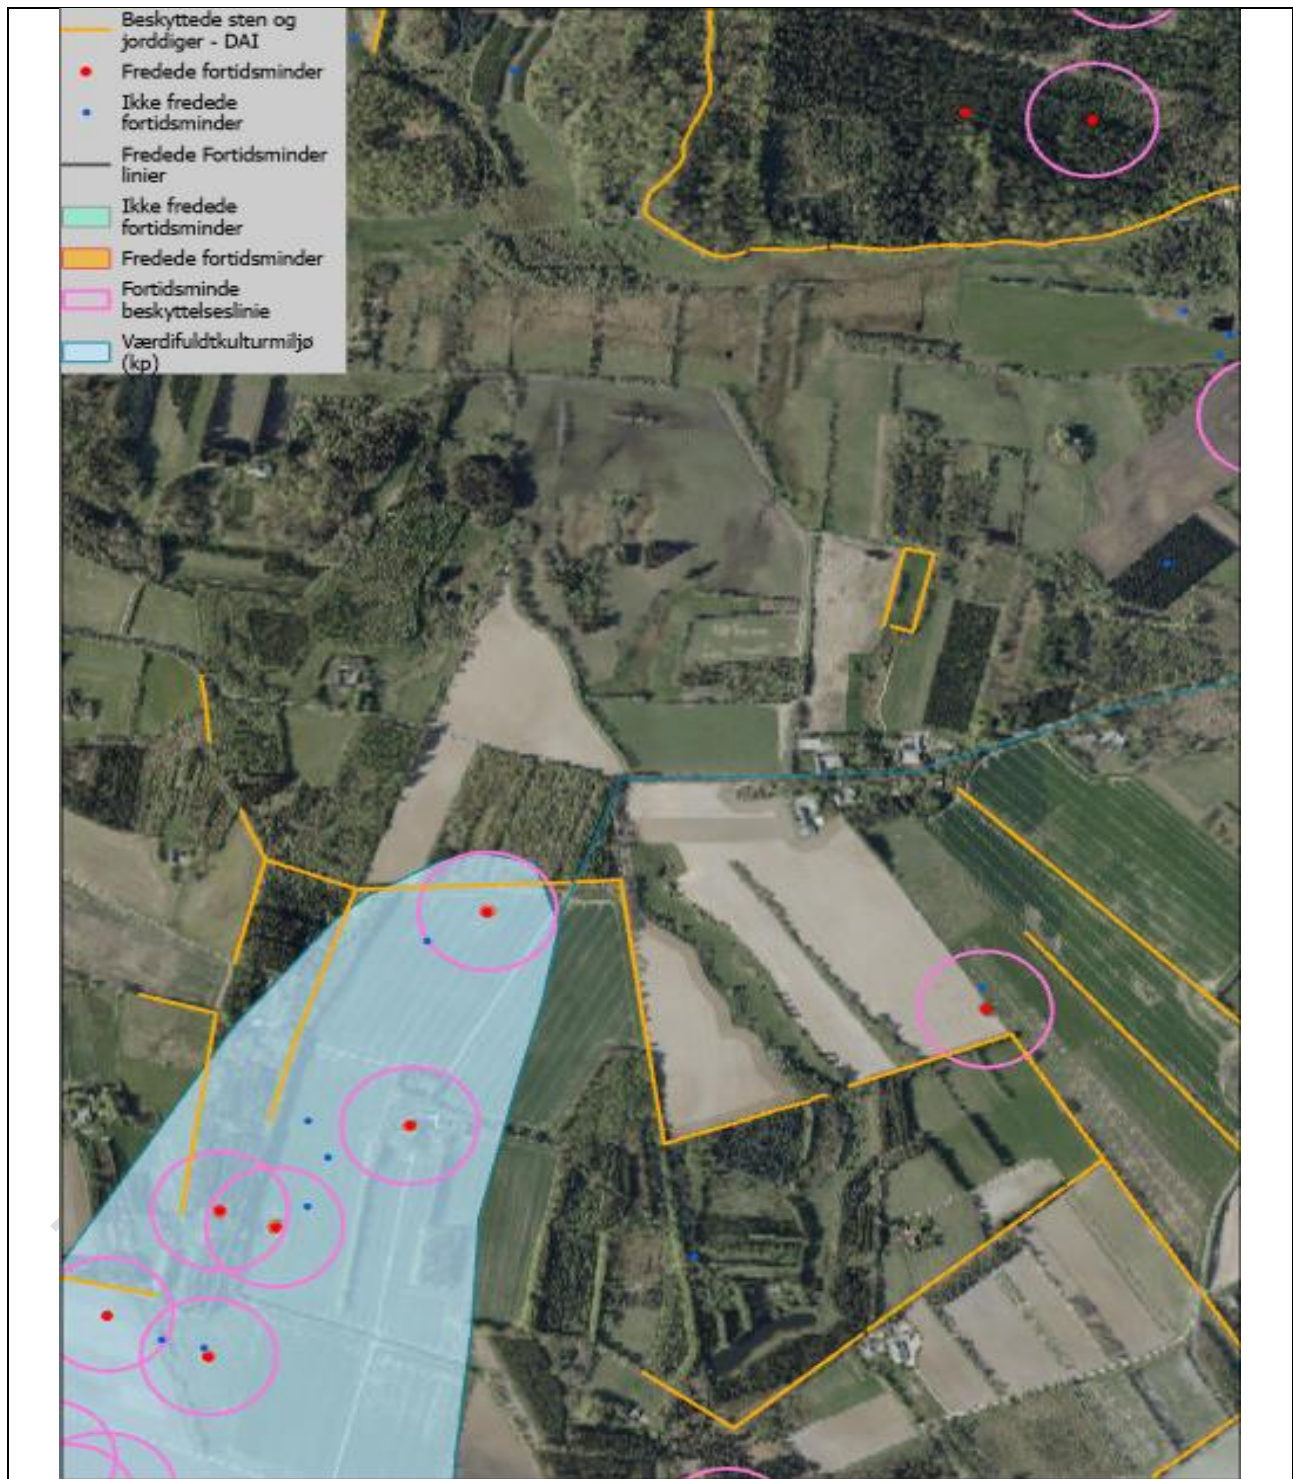 Beskyttede sten og
jorddiger - DAI
Fredede fortidsminder
Ikke fredede
fortidsminder
Fredede Fortidsminder
linier
Ikke fredede
fortidsminder
Fredede fortidsminder
Fortidsminde
beskyttelseslinie
Værdifuldtkulturmiljø
(kp)